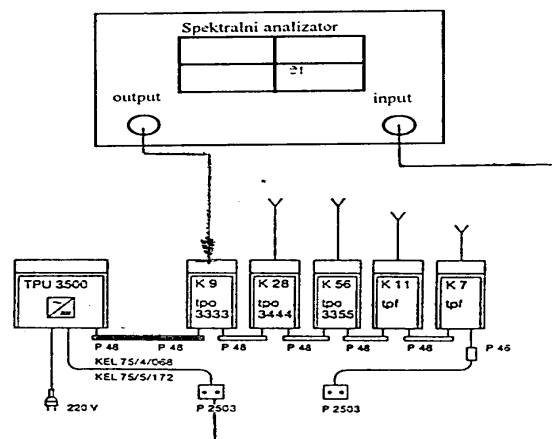 Spektralni analizator
21
output
input
TPU 3500
K 9
tpo
3333
K 28
tpo
3444
K 56
tpo
3355
K 11
tpf
K 7
tpf
P 48
P 48
P 48
P 48
P 48
P 46
KEL 75/4/068
KEL 75/5/172
220 V
P 2503
P 2503